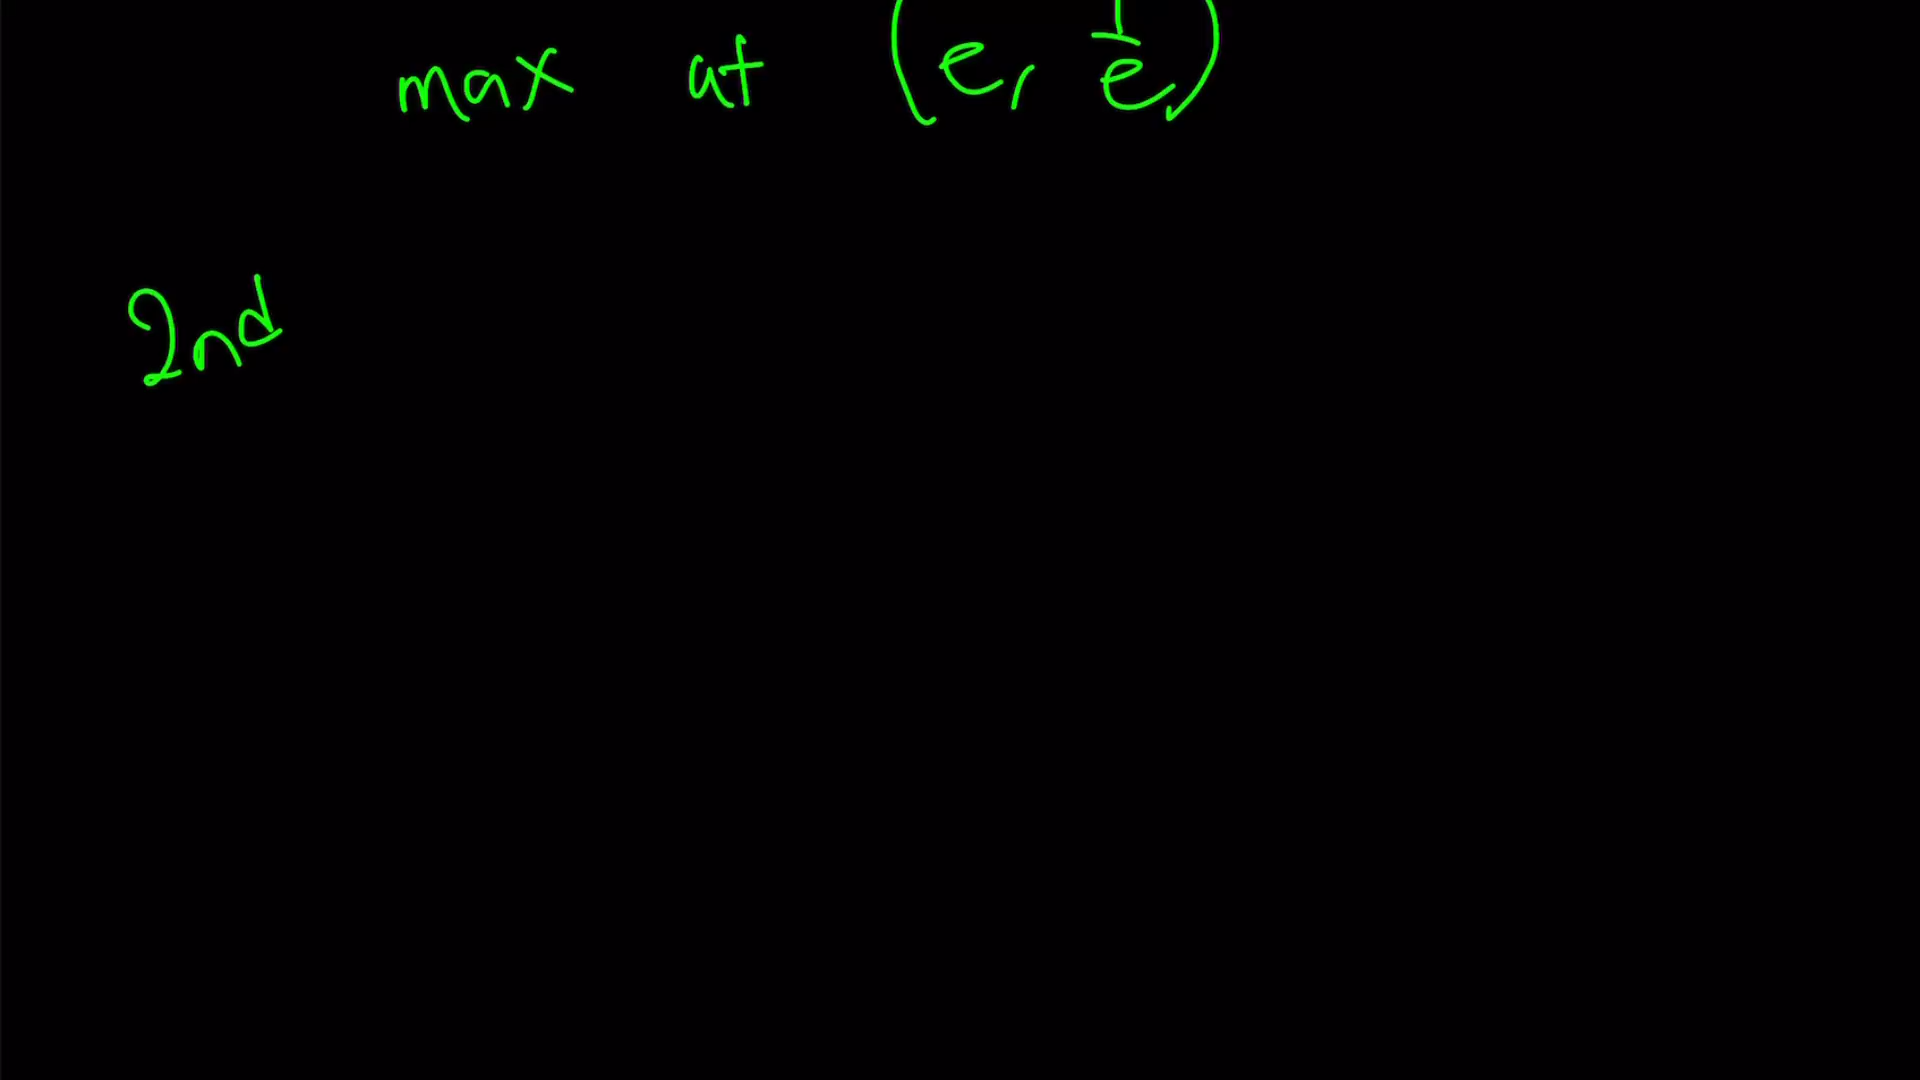 max at (e, 1/e)
2nd